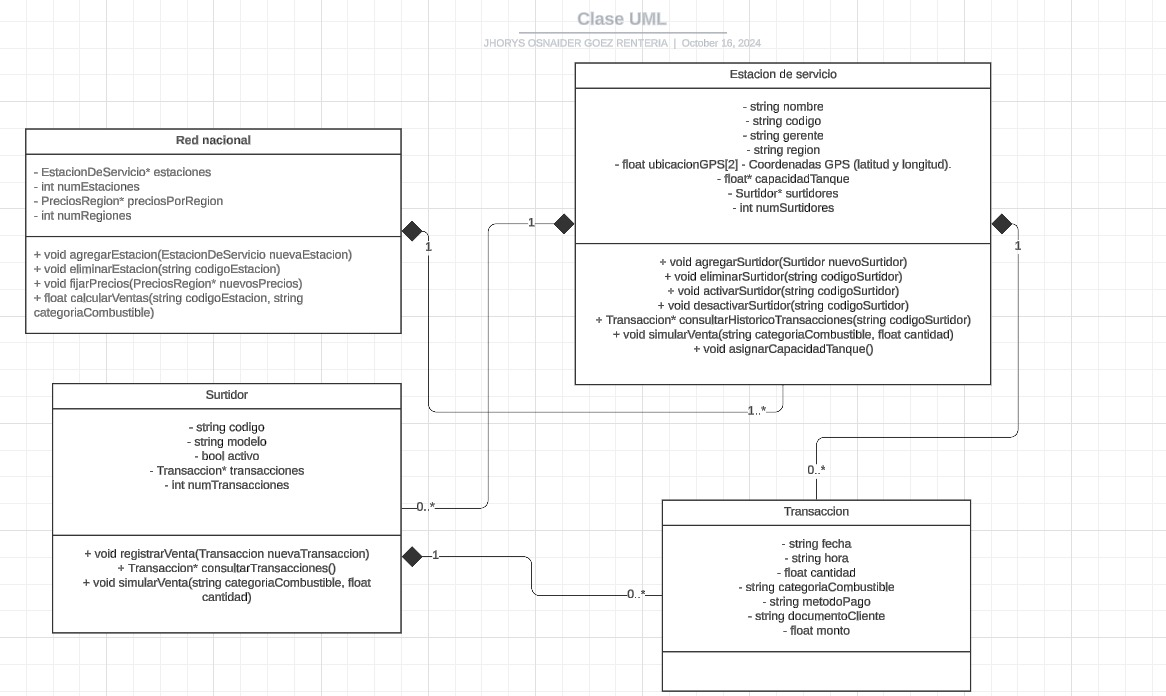 Clase UML
JHORYS OSNAIDER GOEZ RENTERIA | October 16, 2024
Estacion de servicio
- string nombre
- string codigo
- string gerente
- string region
- float ubicacionGPS[2] - Coordenadas GPS (latitud y longitud).
- float* capacidadTanque
- Surtidor* surtidores
- int numSurtidores
+ void agregarSurtidor(Surtidor nuevoSurtidor)
+ void eliminarSurtidor(string codigoSurtidor)
+ void activarSurtidor(string codigoSurtidor)
+ void desactivarSurtidor(string codigoSurtidor)
+ Transaccion* consultarHistoricoTransacciones(string codigoSurtidor)
+ void simularVenta(string categoriaCombustible, float cantidad)
+ void asignarCapacidadTanque()
Red nacional
- EstacionDeServicio* estaciones
- int numEstaciones
- PreciosRegion* preciosPorRegion
- int numRegiones
+ void agregarEstacion(EstacionDeServicio nuevaEstacion)
+ void eliminarEstacion(string codigoEstacion)
+ void fijarPrecios(PreciosRegion* nuevosPrecios)
+ float calcularVentas(string codigoEstacion, string
categoriaCombustible)
1
1
1
1..*
Surtidor
- string codigo
- string modelo
- bool activo
- Transaccion* transacciones
- int numTransacciones
+ void registrarVenta(Transaccion nuevaTransaccion)
+ Transaccion* consultarTransacciones()
+ void simularVenta(string categoriaCombustible, float
cantidad)
0..*
0..*
1
0..*
Transaccion
- string fecha
- string hora
- float cantidad
- string categoriaCombustible
- string metodoPago
- string documentoCliente
- float monto